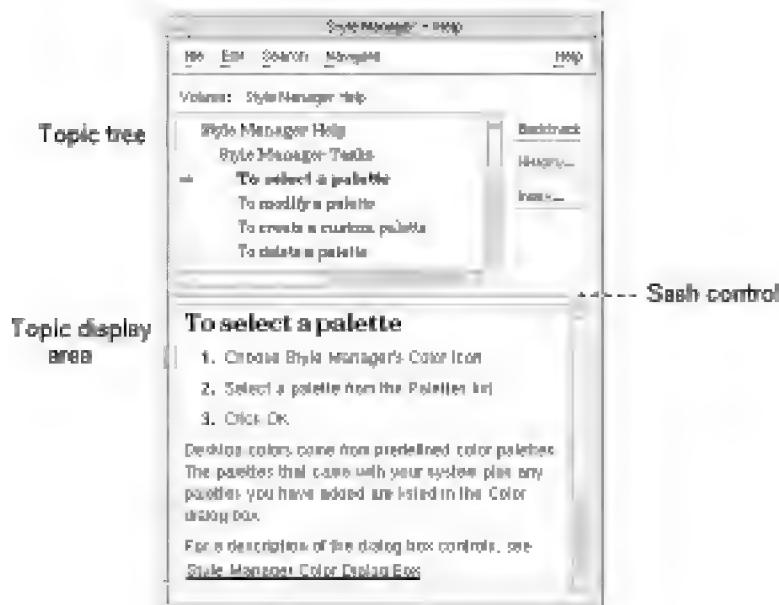 Style Manager - Help
File Edit Search Navigate Help
Volume: Style Manager Help
Topic tree
Style Manager Help
Style Manager Tasks
To select a palette
To modify a palette
To create a custom palette
To delete a palette
Backtrack
History...
Index...
Sash control
Topic display
area
To select a palette
1. Choose Style Manager's Color icon
2. Select a palette from the Palettes list
3. Click OK
Desktop colors come from predefined color palettes.
The palettes that came with your system plus any
palettes you have added are listed in the Color
dialog box
For a description of the dialog box controls, see
Style Manager Color Dialog Box